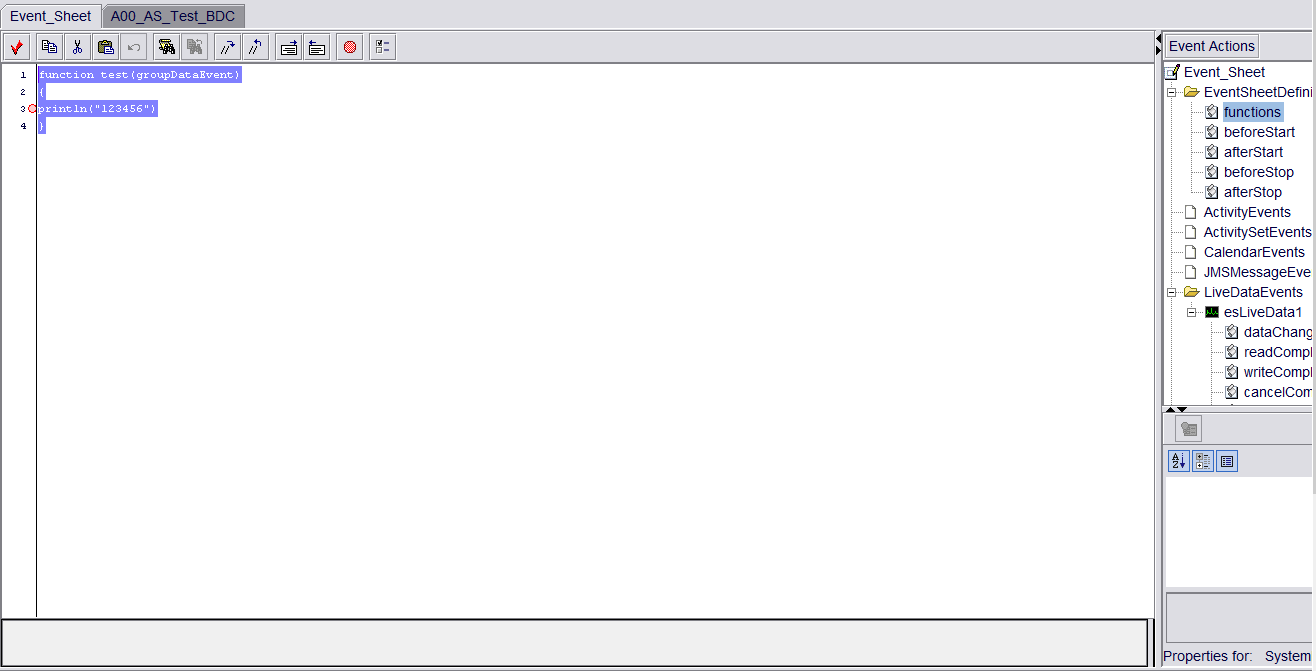 Event_Sheet A00_AS_Test_BDC
Event Actions
1 function test(groupDataEvent)
2 {
3 println("123456")
4 }
Event_Sheet
EventSheetDefini
functions
beforeStart
afterStart
beforeStop
afterStop
ActivityEvents
ActivitySetEvents
CalendarEvents
JMSMessageEve
LiveDataEvents
esLiveData1
dataChang
readCompl
writeCompl
cancelCom
Properties for: System